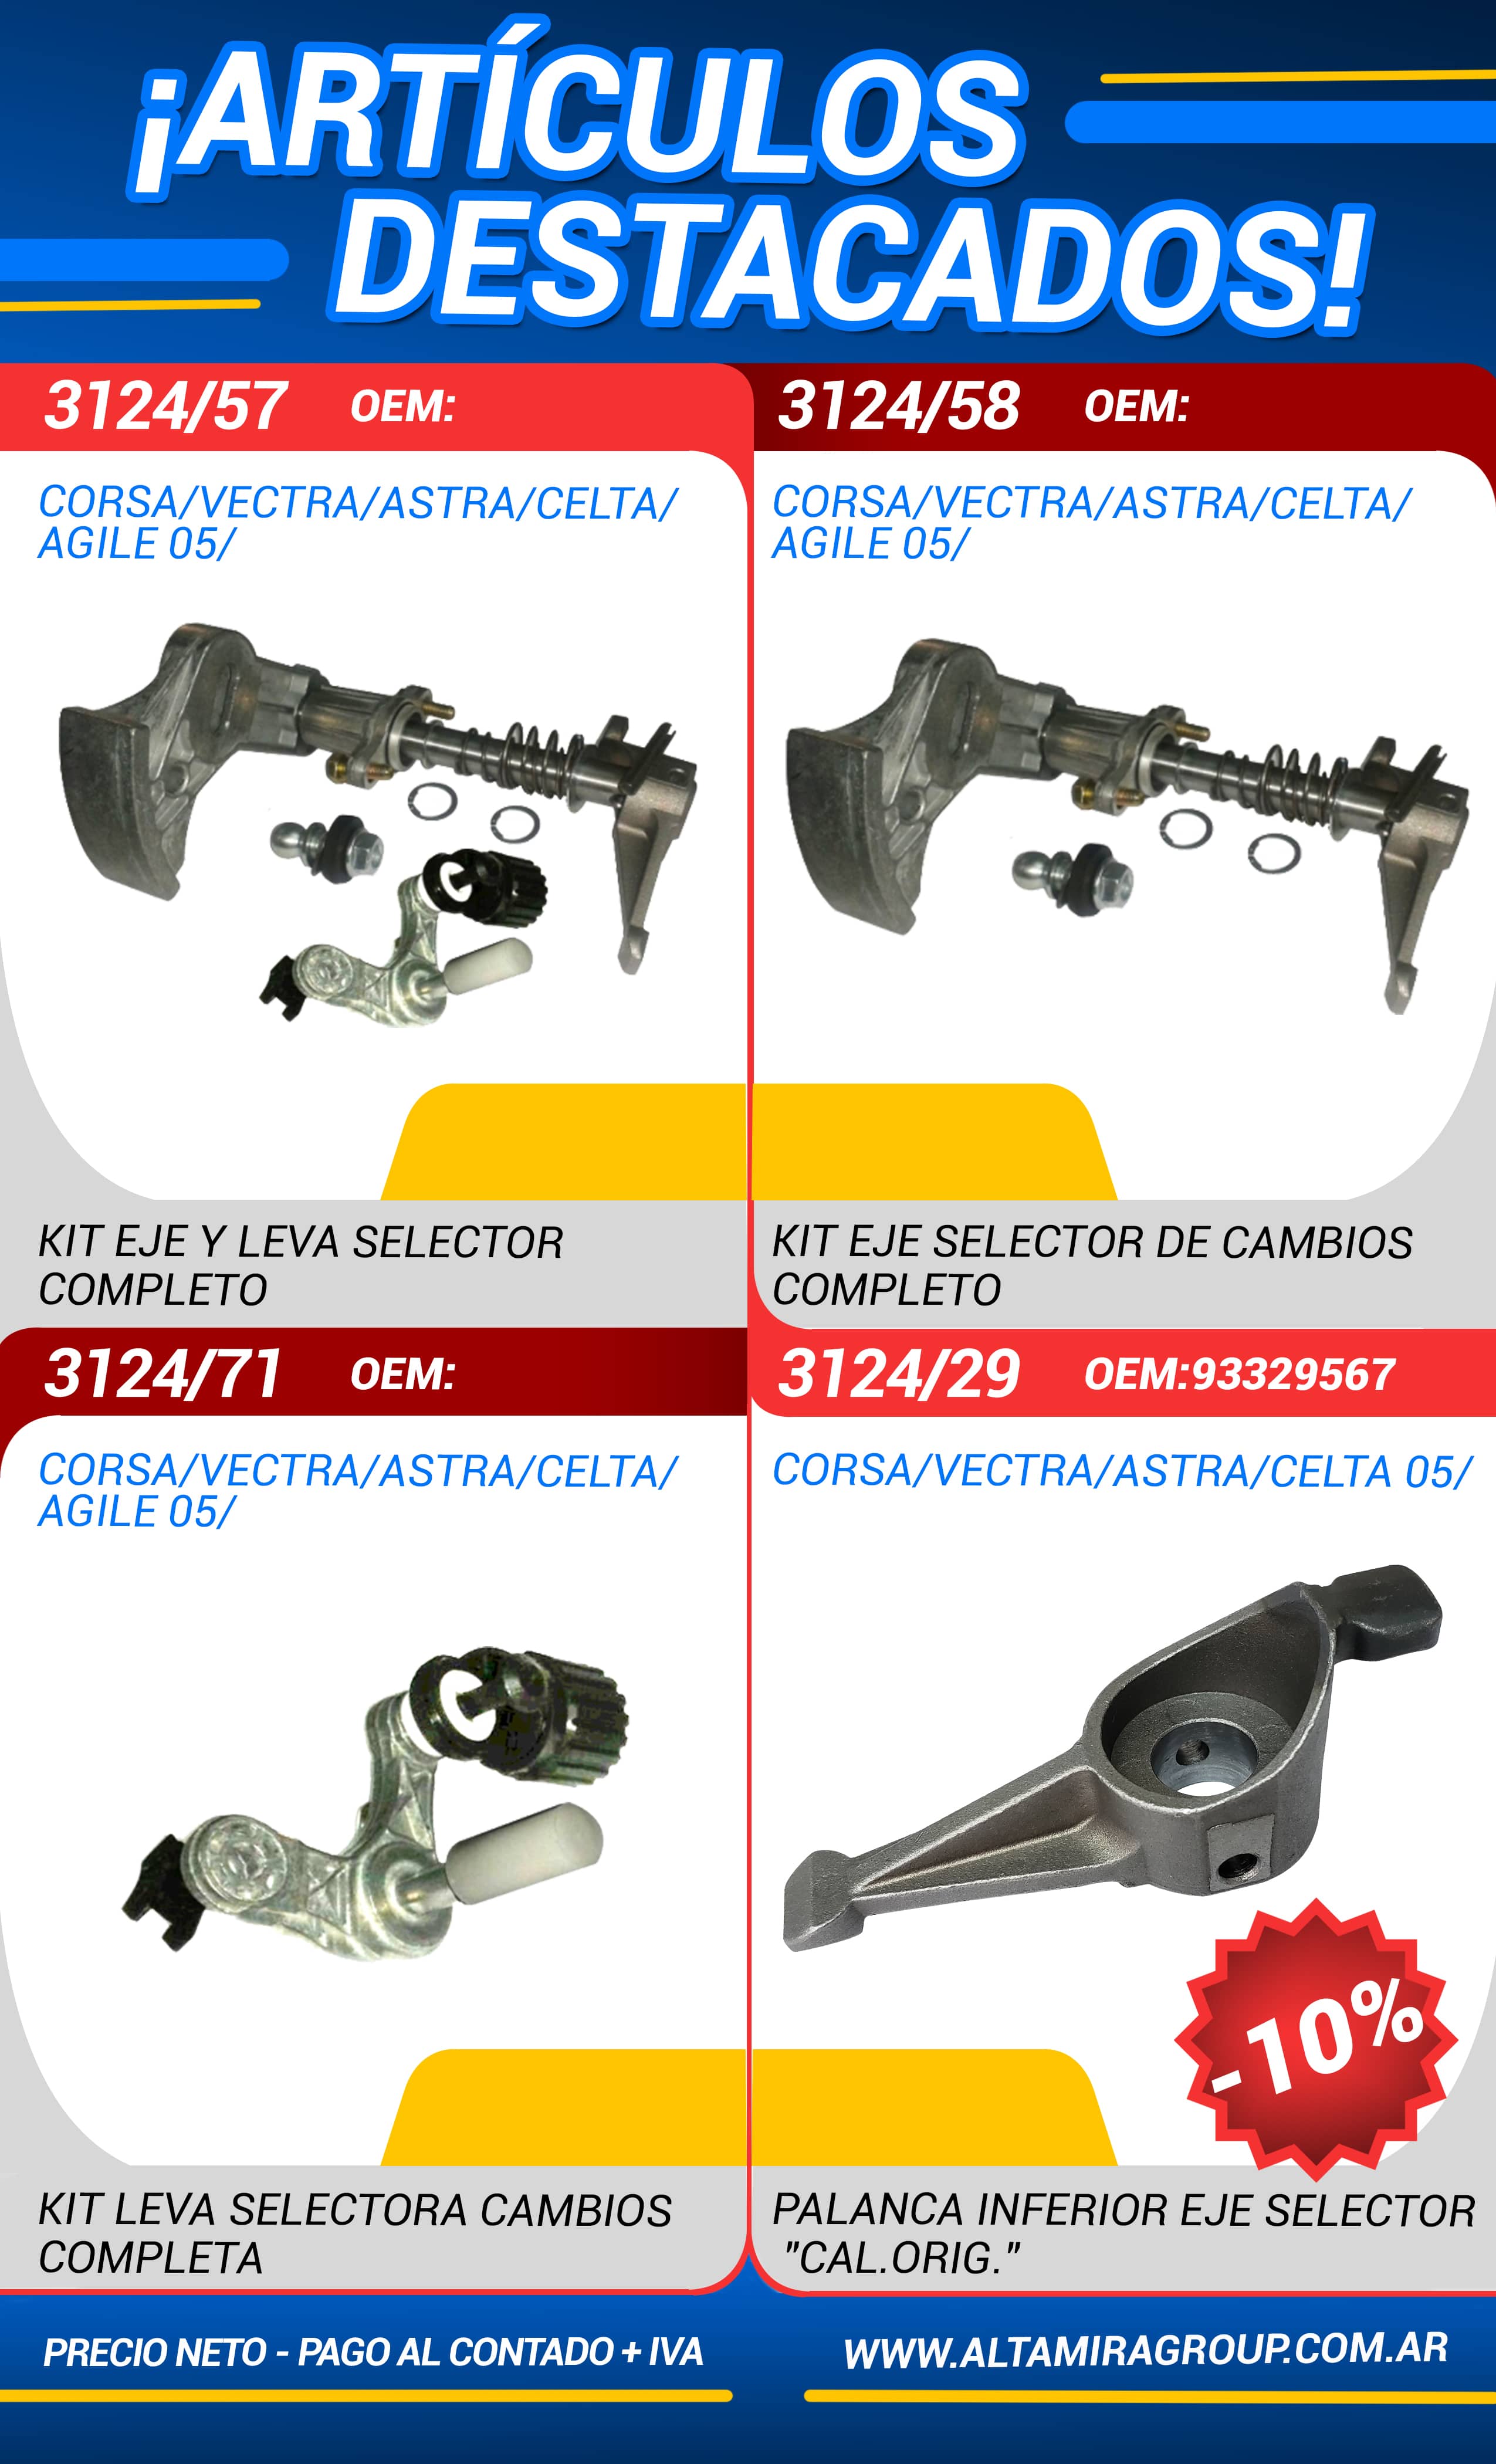 ¡ARTÍCULOS
DESTACADOS!
3124/57 OEM:
CORSA/VECTRA/ASTRA/CELTA/
AGILE 05/
KIT EJE Y LEVA SELECTOR
COMPLETO
3124/58 OEM:
CORSA/VECTRA/ASTRA/CELTA/
AGILE 05/
KIT EJE SELECTOR DE CAMBIOS
COMPLETO
3124/71 OEM:
CORSA/VECTRA/ASTRA/CELTA/
AGILE 05/
KIT LEVA SELECTORA CAMBIOS
COMPLETA
3124/29 OEM:93329567
CORSA/VECTRA/ASTRA/CELTA 05/
-10%
PALANCA INFERIOR EJE SELECTOR
"CAL.ORIG."
PRECIO NETO - PAGO AL CONTADO + IVA
WWW.ALTAMIRAGROUP.COM.AR